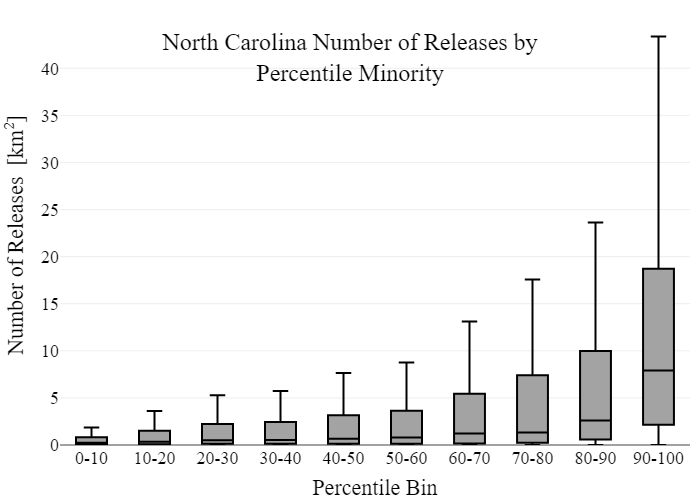 North Carolina Number of Releases by
Percentile Minority
Number of Releases [km²]
40
35
30
25
20
15
10
5
0
0-10 10-20 20-30 30-40 40-50 50-60 60-70 70-80 80-90 90-100
Percentile Bin